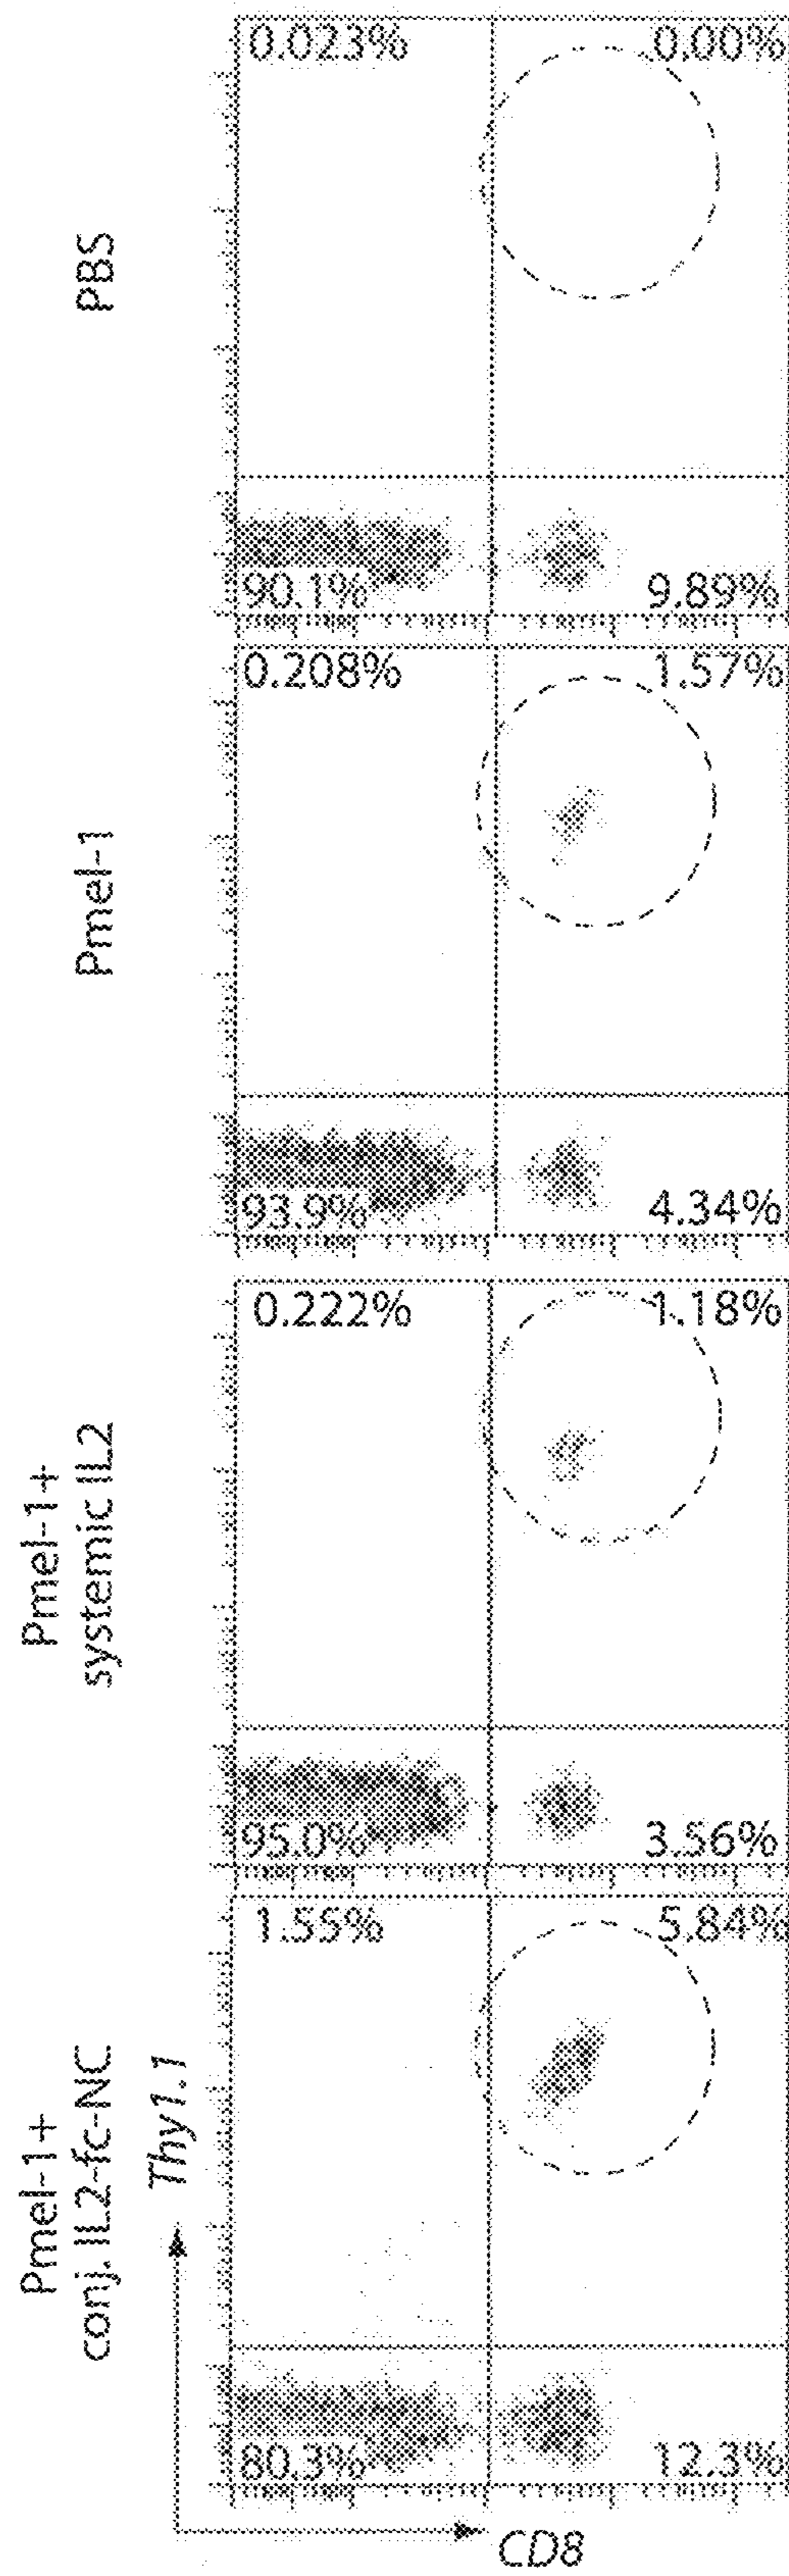 PBS
0.023%
0.00%
90.1%
9.89%
Pmel-1
0.208%
1.57%
93.9%
4.34%
Pmel-1+
systemic IL2
0.222%
1.18%
95.0%
3.56%
Pmel-1+
conj. IL2-fc-NC
Thy1.1
1.55%
5.84%
80.3%
12.3%
CD8